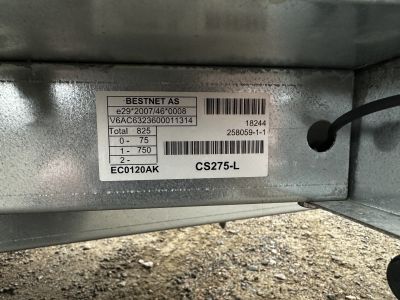 BESTNET AS
e29*2007/46*0008
V6AC6323600011314
Total 825
0 - 75
1 - 750
2 -
EC0120AK
18244
258059-1-1
CS275-L